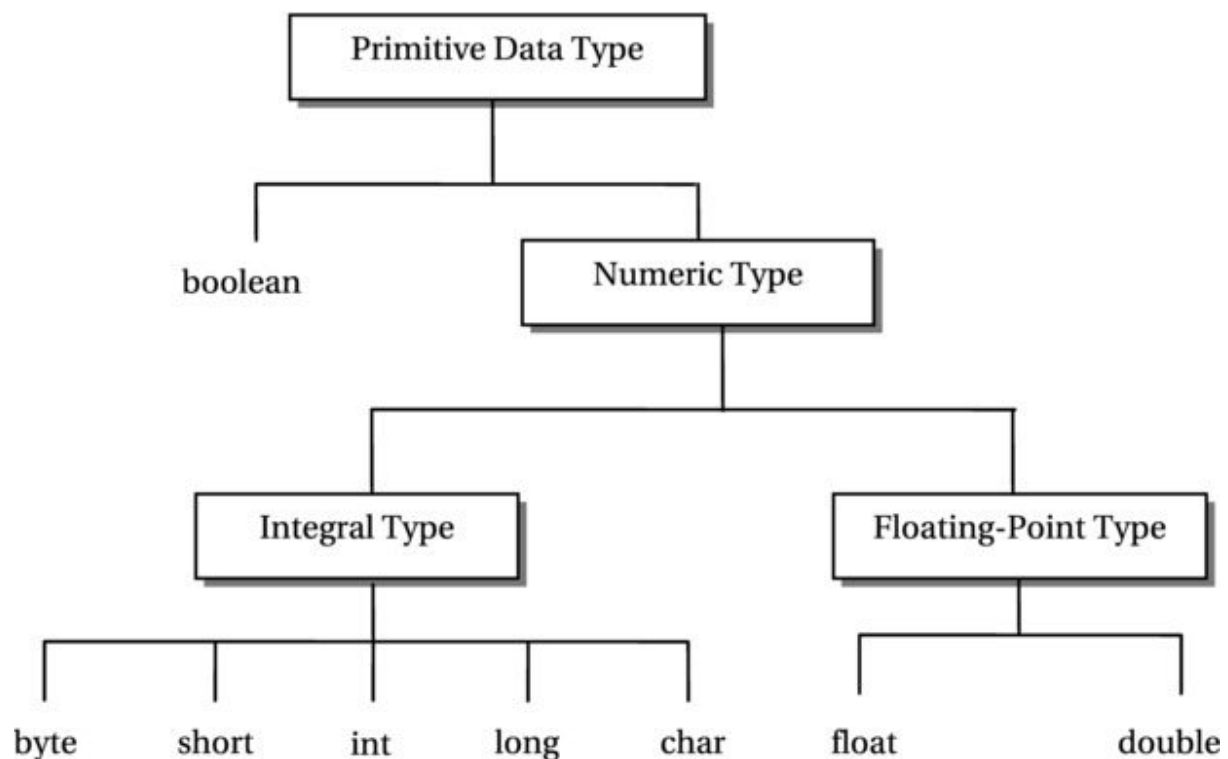 Primitive Data Type
boolean
Numeric Type
Integral Type
Floating-Point Type
byte
short
int
long
char
float
double